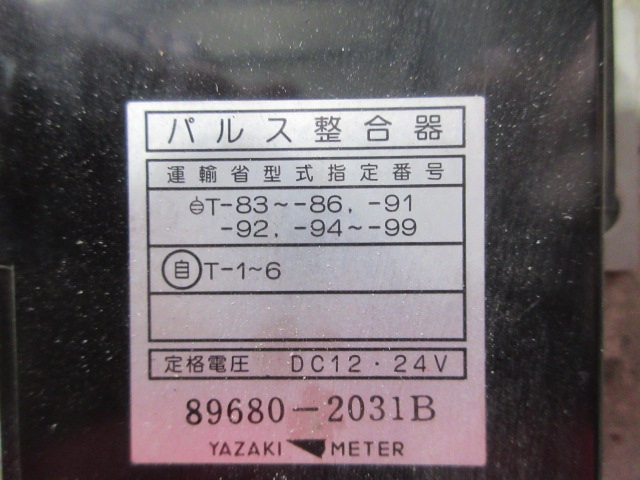 パルス整合器
運輸省型式指定番号
T-83~-86, -91
-92, -94~-99
自 T-1~6
定格電圧 DC12・24V
89680-2031B
YAZAKI METER